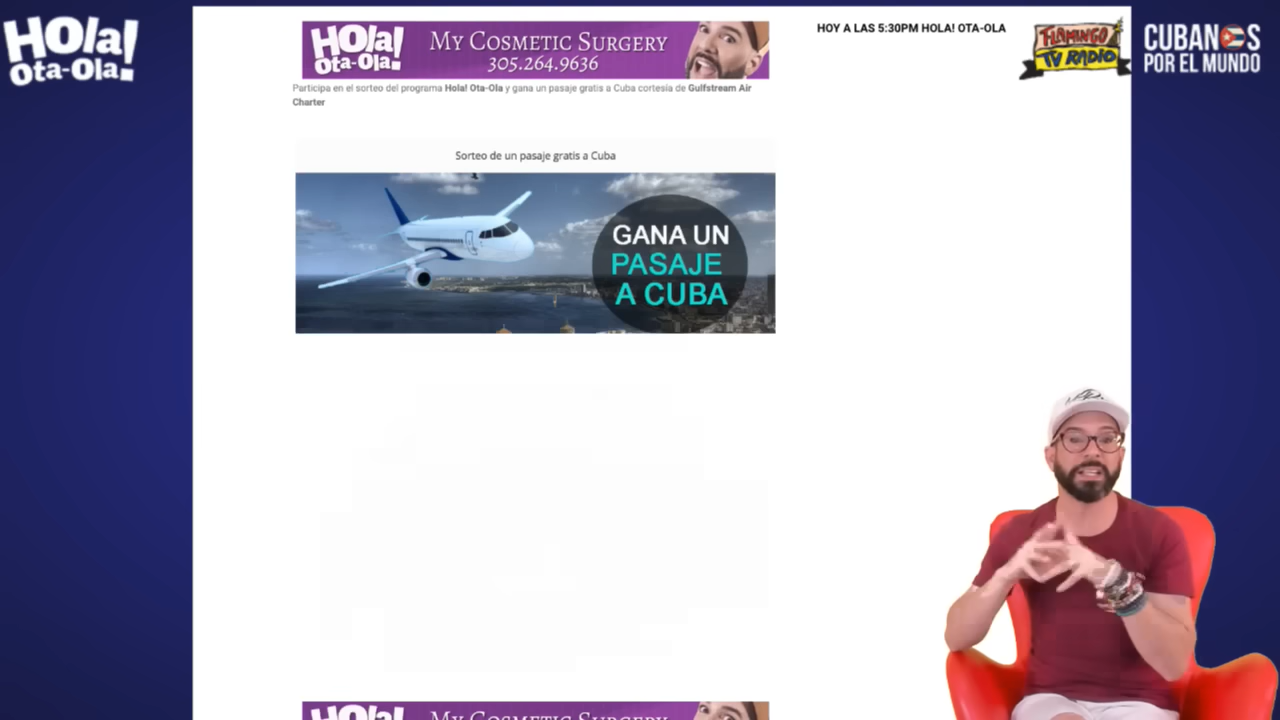 Hola!
Ota-Ola!
Hola!
Ota-Ola!
My Cosmetic Surgery
305.264.9636
HOY A LAS 5:30PM HOLA! OTA-OLA
FLAMINGO
TV RADIO
CUBANOS
POR EL MUNDO
Participa en el sorteo del programa Hola! Ota-Ola y gana un pasaje gratis a Cuba cortesía de Gulfstream Air
Charter
Sorteo de un pasaje gratis a Cuba
GANA UN
PASAJE
A CUBA
Hola!
My Cosmetic Surgery